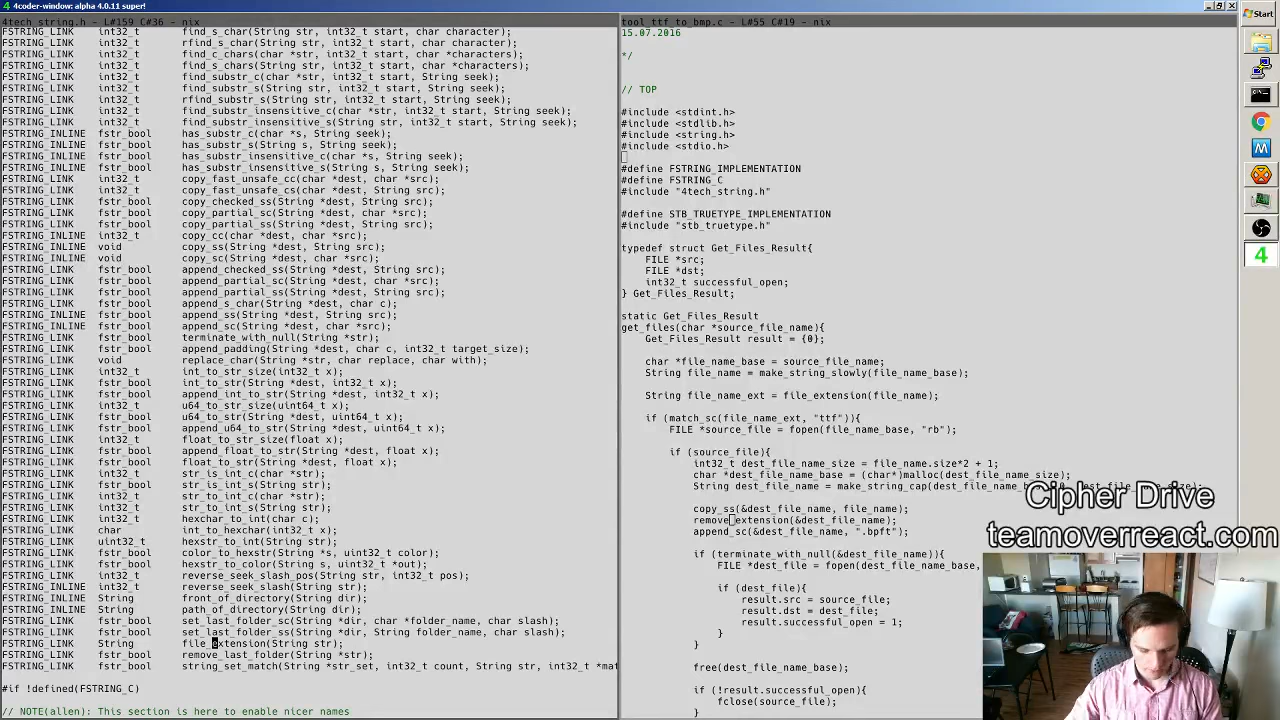 4coder-window: alpha 4.0.11 super!
Start
4tech_string.h - L#159 C#36 - nix
FSTRING_LINK int32_t find_s_char(String str, int32_t start, char character);
FSTRING_LINK int32_t rfind_s_char(String str, int32_t start, char character);
FSTRING_LINK int32_t find_c_chars(char *str, int32_t start, char *characters);
FSTRING_LINK int32_t find_s_chars(String str, int32_t start, char *characters);
FSTRING_LINK int32_t find_substr_c(char *str, int32_t start, String seek);
FSTRING_LINK int32_t find_substr_s(String str, int32_t start, String seek);
FSTRING_LINK int32_t rfind_substr_s(String str, int32_t start, String seek);
FSTRING_LINK int32_t find_substr_insensitive_c(char *str, int32_t start, String seek);
FSTRING_LINK int32_t find_substr_insensitive_s(String str, int32_t start, String seek);
FSTRING_INLINE fstr_bool has_substr_c(char *s, String seek);
FSTRING_INLINE fstr_bool has_substr_s(String s, String seek);
FSTRING_INLINE fstr_bool has_substr_insensitive_c(char *s, String seek);
FSTRING_INLINE fstr_bool has_substr_insensitive_s(String s, String seek);
FSTRING_LINK int32_t copy_fast_unsafe_cc(char *dest, char *src);
FSTRING_LINK int32_t copy_fast_unsafe_cs(char *dest, String src);
FSTRING_LINK fstr_bool copy_checked_ss(String *dest, String src);
FSTRING_LINK fstr_bool copy_partial_sc(String *dest, char *src);
FSTRING_LINK fstr_bool copy_partial_ss(String *dest, String src);
FSTRING_INLINE int32_t copy_cc(char *dest, char *src);
FSTRING_INLINE void copy_ss(String *dest, String src);
FSTRING_INLINE void copy_sc(String *dest, char *src);
FSTRING_LINK fstr_bool append_checked_ss(String *dest, String src);
FSTRING_LINK fstr_bool append_partial_sc(String *dest, char *src);
FSTRING_LINK fstr_bool append_partial_ss(String *dest, String src);
FSTRING_LINK fstr_bool append_s_char(String *dest, char c);
FSTRING_INLINE fstr_bool append_ss(String *dest, String src);
FSTRING_INLINE fstr_bool append_sc(String *dest, char *src);
FSTRING_LINK fstr_bool terminate_with_null(String *str);
FSTRING_LINK fstr_bool append_padding(String *dest, char c, int32_t target_size);
FSTRING_LINK void replace_char(String *str, char replace, char with);
FSTRING_LINK int32_t int_to_str_size(int32_t x);
FSTRING_LINK fstr_bool int_to_str(String *dest, int32_t x);
FSTRING_LINK fstr_bool append_int_to_str(String *dest, int32_t x);
FSTRING_LINK int32_t u64_to_str_size(uint64_t x);
FSTRING_LINK fstr_bool u64_to_str(String *dest, uint64_t x);
FSTRING_LINK fstr_bool append_u64_to_str(String *dest, uint64_t x);
FSTRING_LINK int32_t float_to_str_size(float x);
FSTRING_LINK fstr_bool append_float_to_str(String *dest, float x);
FSTRING_LINK fstr_bool float_to_str(String *dest, float x);
FSTRING_LINK int32_t str_is_int_c(char *str);
FSTRING_LINK fstr_bool str_is_int_s(String str);
FSTRING_LINK int32_t str_to_int_c(char *str);
FSTRING_LINK int32_t str_to_int_s(String str);
FSTRING_LINK int32_t hexchar_to_int(char c);
FSTRING_LINK char int_to_hexchar(int32_t x);
FSTRING_LINK uint32_t hexstr_to_int(String str);
FSTRING_LINK fstr_bool color_to_hexstr(String *s, uint32_t color);
FSTRING_LINK fstr_bool hexstr_to_color(String s, uint32_t *out);
FSTRING_LINK int32_t reverse_seek_slash_pos(String str, int32_t pos);
FSTRING_INLINE int32_t reverse_seek_slash(String str);
FSTRING_INLINE String front_of_directory(String dir);
FSTRING_INLINE String path_of_directory(String dir);
FSTRING_LINK fstr_bool set_last_folder_sc(String *dir, char *folder_name, char slash);
FSTRING_LINK fstr_bool set_last_folder_ss(String *dir, String folder_name, char slash);
FSTRING_LINK String file_extension(String str);
FSTRING_LINK fstr_bool remove_last_folder(String *str);
FSTRING_LINK fstr_bool string_set_match(String *str_set, int32_t count, String str, int32_t *mat
#if !defined(FSTRING_C)
// NOTE(allen): This section is here to enable nicer names
tool_ttf_to_bmp.c - L#55 C#19 - nix
15.07.2016
*/
// TOP
#include <stdint.h>
#include <stdlib.h>
#include <string.h>
#include <stdio.h>
#define FSTRING_IMPLEMENTATION
#define FSTRING_C
#include "4tech_string.h"
#define STB_TRUETYPE_IMPLEMENTATION
#include "stb_truetype.h"
typedef struct Get_Files_Result{
FILE *src;
FILE *dst;
int32_t successful_open;
} Get_Files_Result;
static Get_Files_Result
get_files(char *source_file_name){
Get_Files_Result result = {0};
char *file_name_base = source_file_name;
String file_name = make_string_slowly(file_name_base);
String file_name_ext = file_extension(file_name);
if (match_sc(file_name_ext, "ttf")){
FILE *source_file = fopen(file_name_base, "rb");
if (source_file){
int32_t dest_file_name_size = file_name.size*2 + 1;
char *dest_file_name_base = (char*)malloc(dest_file_name_size);
String dest_file_name = make_string_cap(dest_file_name_
copy_ss(&dest_file_name, file_name);
remove_extension(&dest_file_name);
append_sc(&dest_file_name, ".bpft");
if (terminate_with_null(&dest_file_name)){
FILE *dest_file = fopen(dest_file_name_base,
if (dest_file){
result.src = source_file;
result.dst = dest_file;
result.successful_open = 1;
}
}
free(dest_file_name_base);
if (!result.successful_open){
fclose(source_file);
}
Cipher Drive
teamoverreact.com
M
4